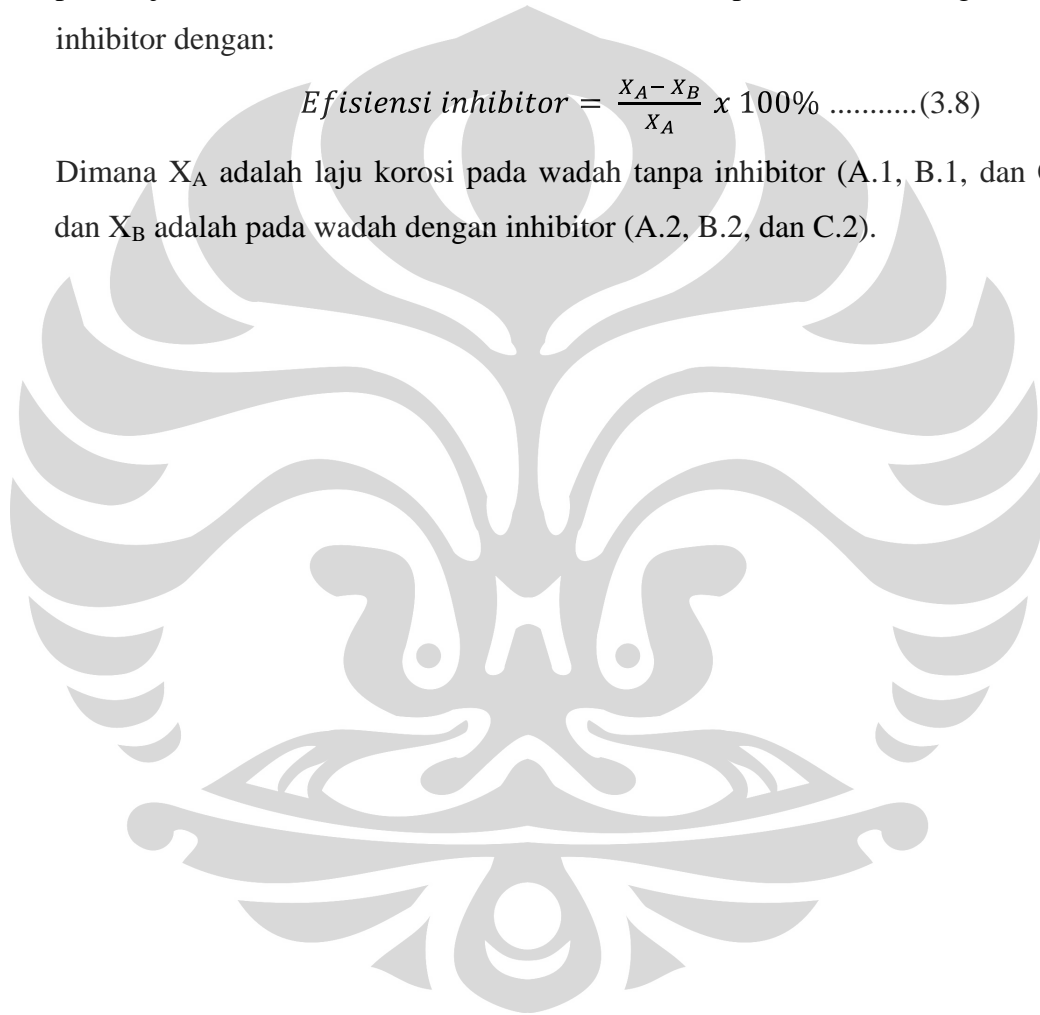 inhibitor dengan:
Efisiensi inhibitor = \frac{X_A - X_B}{X_A} x 100% ...........(3.8)
Dimana X_A adalah laju korosi pada wadah tanpa inhibitor (A.1, B.1, dan
dan X_B adalah pada wadah dengan inhibitor (A.2, B.2, dan C.2).